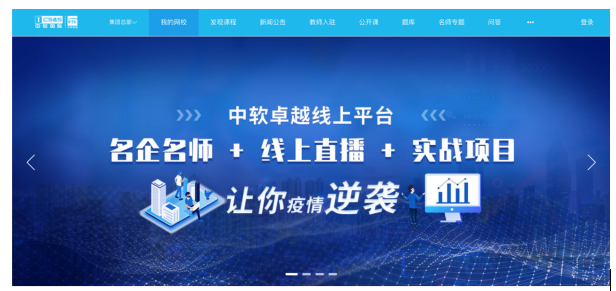 集团总部 我的网校 发现课程 新闻公告 教师入驻 公开课 题库 名师专题 问答 ••• 登录
中软卓越线上平台
名企名师 + 线上直播 + 实战项目
让你疫情逆袭